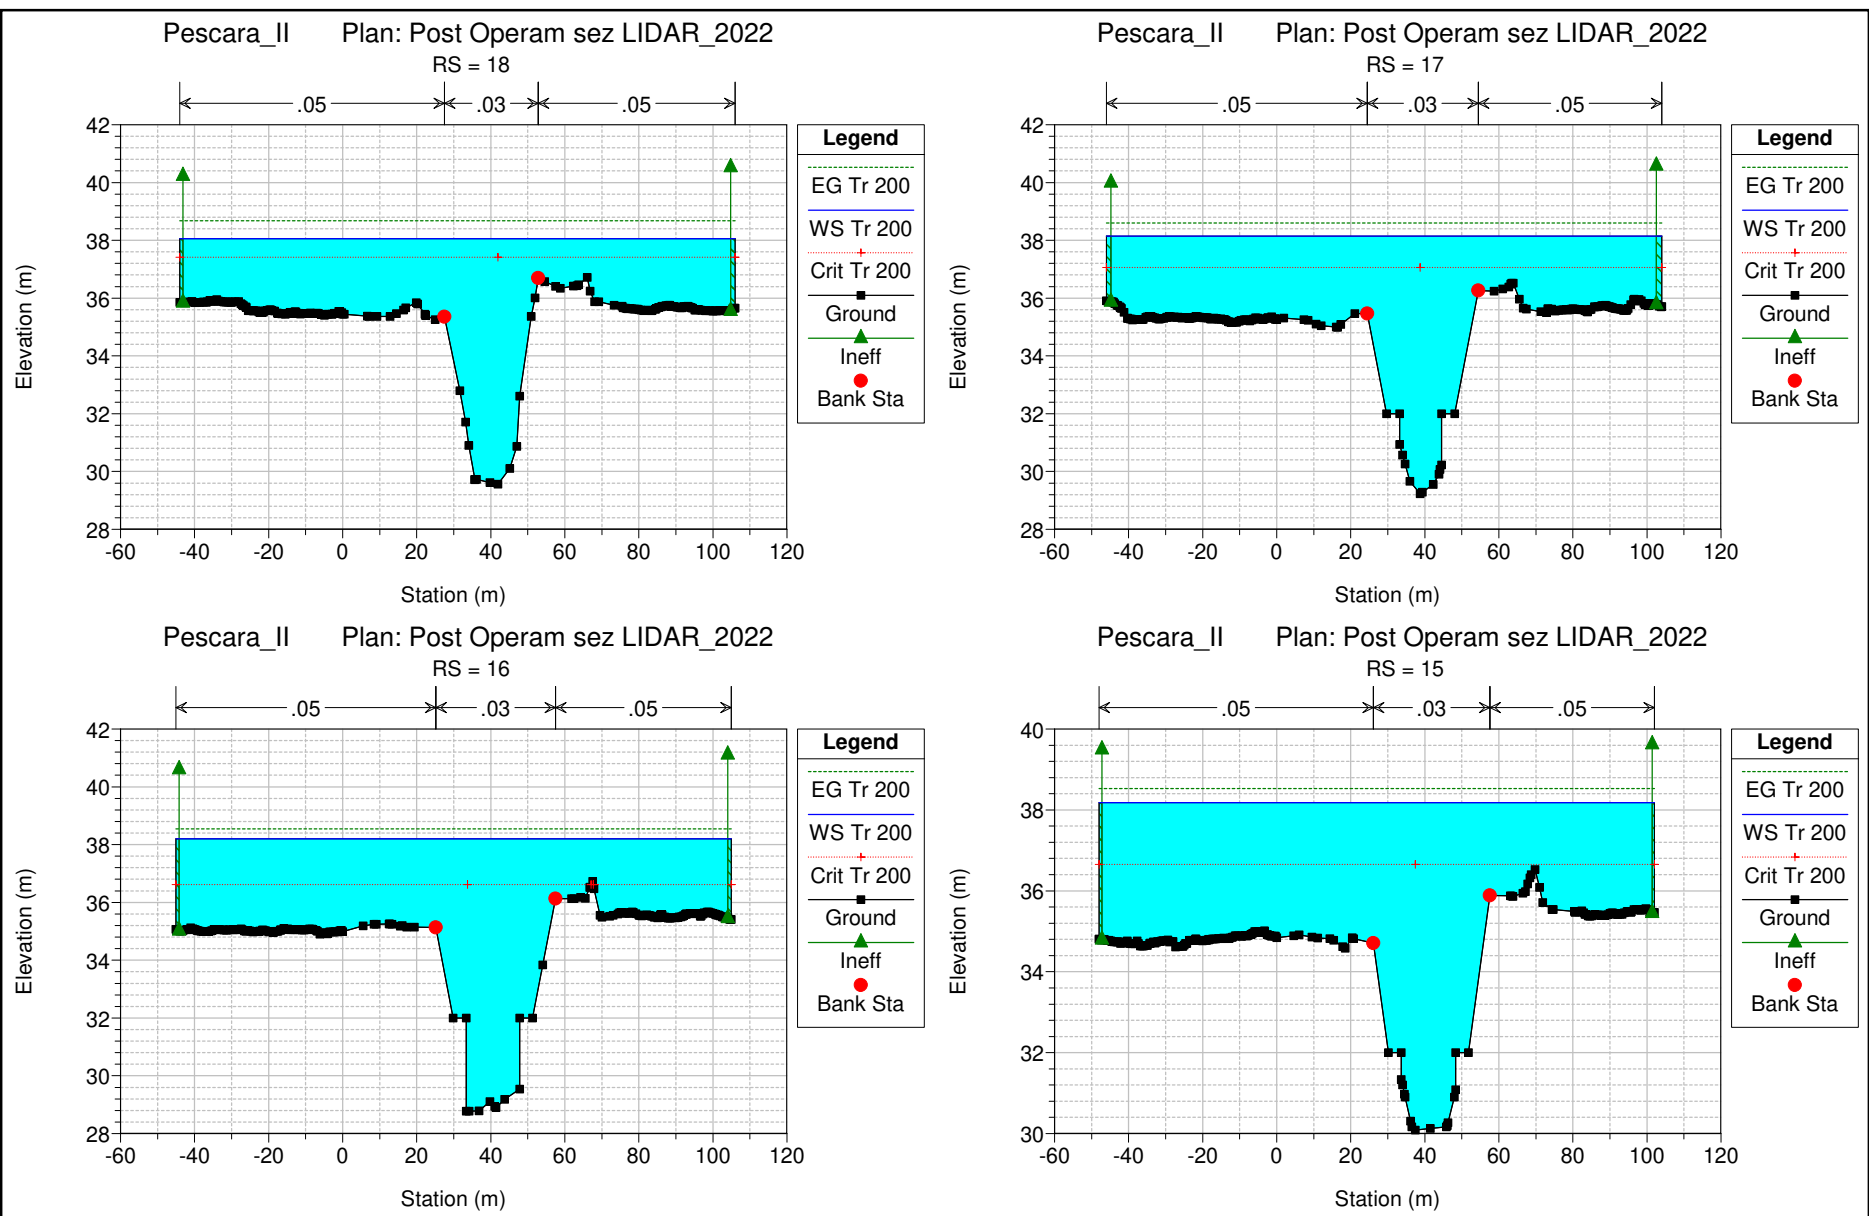 Pescara_II Plan: Post Operam sez LIDAR_2022
RS = 18
.05 .03 .05
42
40
38
36
34
32
30
28
-60 -40 -20 0 20 40 60 80 100 120
Station (m)
Elevation (m)
Legend
EG Tr 200
WS Tr 200
Crit Tr 200
Ground
Ineff
Bank Sta
Pescara_II Plan: Post Operam sez LIDAR_2022
RS = 17
.05 .03 .05
42
40
38
36
34
32
30
28
-60 -40 -20 0 20 40 60 80 100 120
Station (m)
Elevation (m)
Legend
EG Tr 200
WS Tr 200
Crit Tr 200
Ground
Ineff
Bank Sta
Pescara_II Plan: Post Operam sez LIDAR_2022
RS = 16
.05 .03 .05
42
40
38
36
34
32
30
28
-60 -40 -20 0 20 40 60 80 100 120
Station (m)
Elevation (m)
Legend
EG Tr 200
WS Tr 200
Crit Tr 200
Ground
Ineff
Bank Sta
Pescara_II Plan: Post Operam sez LIDAR_2022
RS = 15
.05 .03 .05
40
38
36
34
32
30
-60 -40 -20 0 20 40 60 80 100 120
Station (m)
Elevation (m)
Legend
EG Tr 200
WS Tr 200
Crit Tr 200
Ground
Ineff
Bank Sta